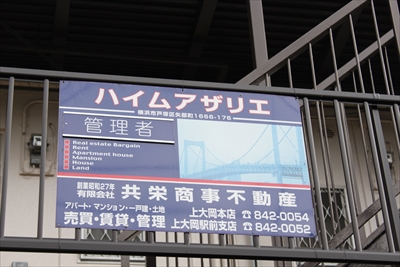 ハイムアザリエ
横浜市戸塚区矢部町1666-176
管理者
Real estate Bargain
Rent
Apartment house
Mansion
House
Land
創業昭和27年
有限会社 共栄商事不動産
アパート・マンション・一戸建・土地
売買・賃貸・管理
上大岡本店 ☎ 842-0054
上大岡駅前支店 ☎ 842-0052